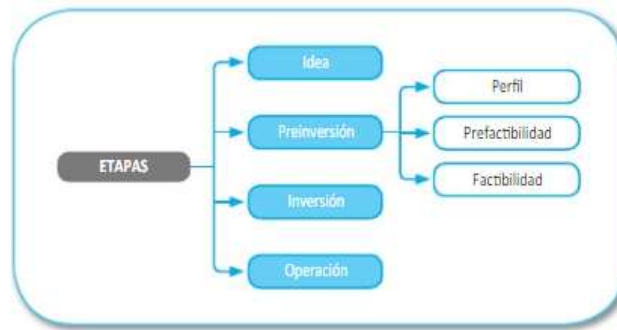 ETAPAS
Idea
Preinversión
Inversión
Operación
Perfil
Prefactibilidad
Factibilidad